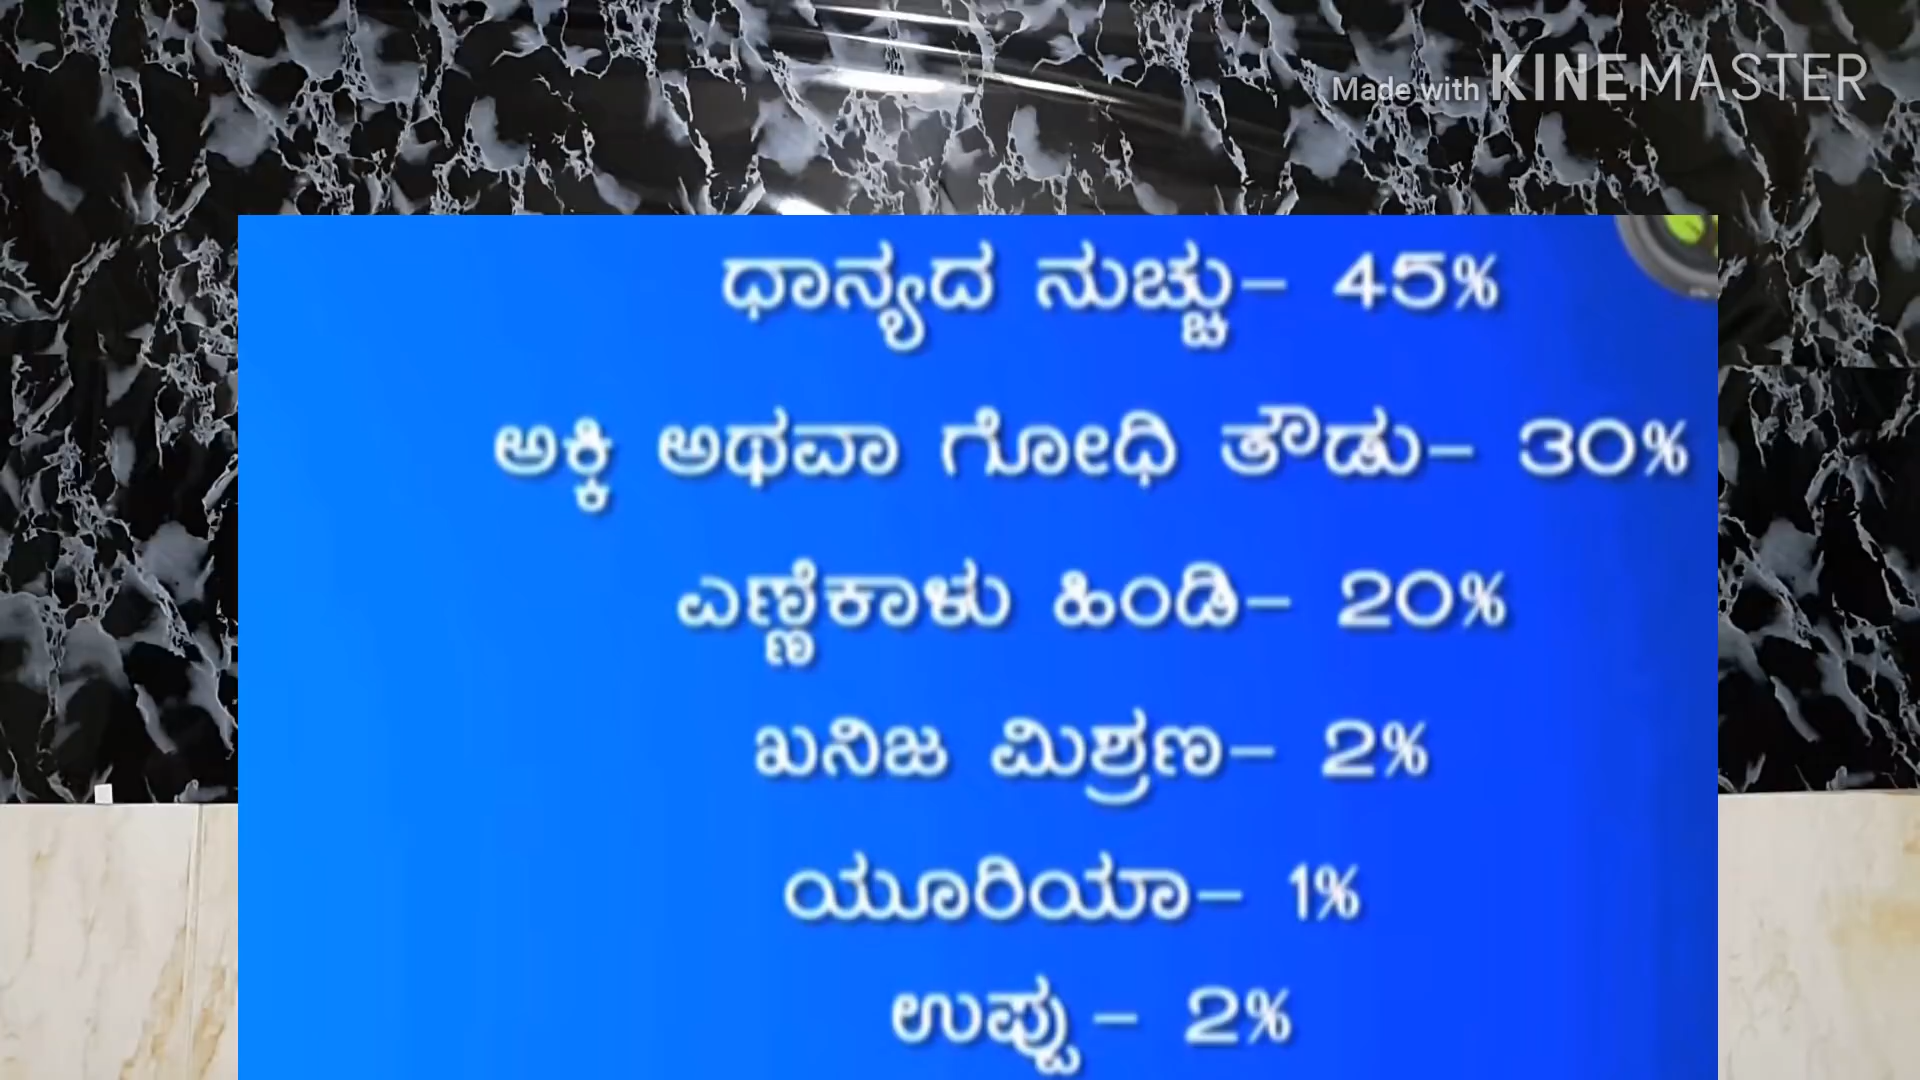 Made with KINEMASTER
ಧಾನ್ಯದ ನುಚ್ಚು– 45%
ಅಕ್ಕಿ ಅಥವಾ ಗೋಧಿ ತೌಡು– 30%
ಎಣ್ಣೆಕಾಳು ಹಿಂಡಿ– 20%
ಖನಿಜ ಮಿಶ್ರಣ– 2%
ಯೂರಿಯಾ– 1%
ಉಪ್ಪು – 2%